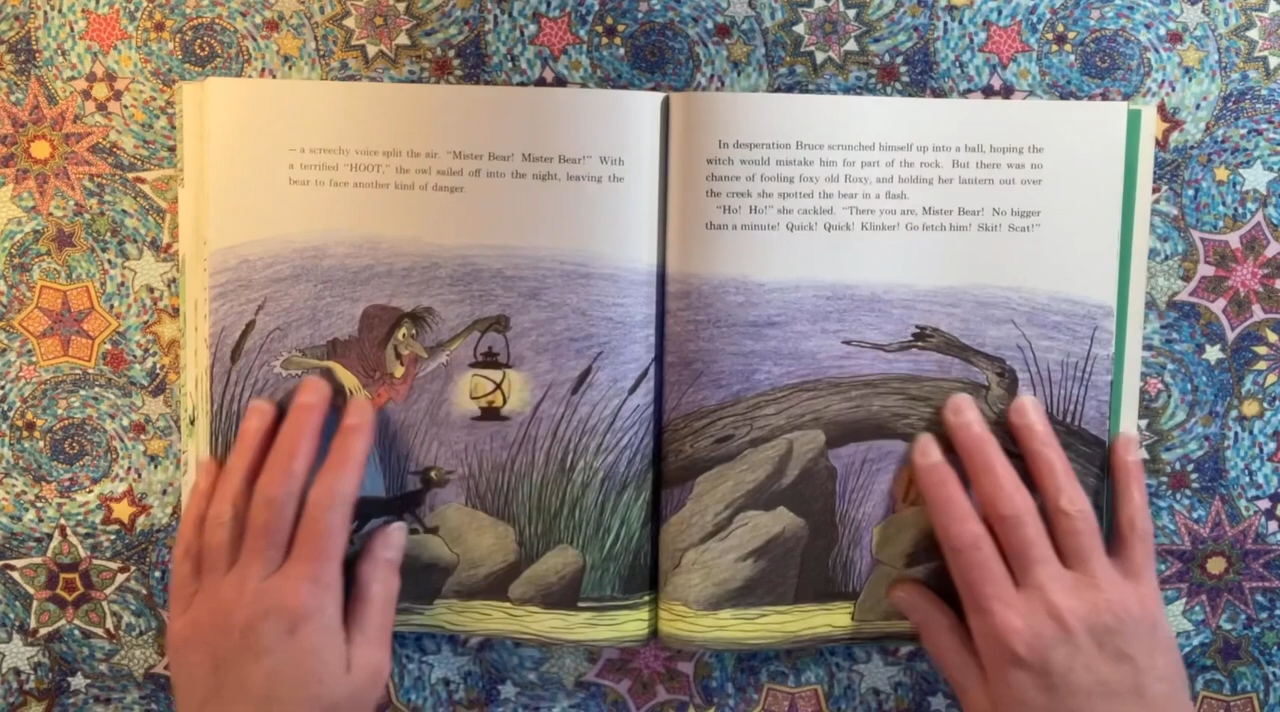 – a screechy voice split the air. “Mister Bear! Mister Bear!” With
a terrified “HOOT,” the owl sailed off into the night, leaving the
bear to face another kind of danger.
In desperation Bruce scrunched himself up into a ball, hoping the
witch would mistake him for part of the rock. But there was no
chance of fooling foxy old Roxy, and holding her lantern out over
the creek she spotted the bear in a flash.
“Ho! Ho!” she cackled. “There you are, Mister Bear! No bigger
than a minute! Quick! Quick! Klinker! Go fetch him! Skit! Scat!”